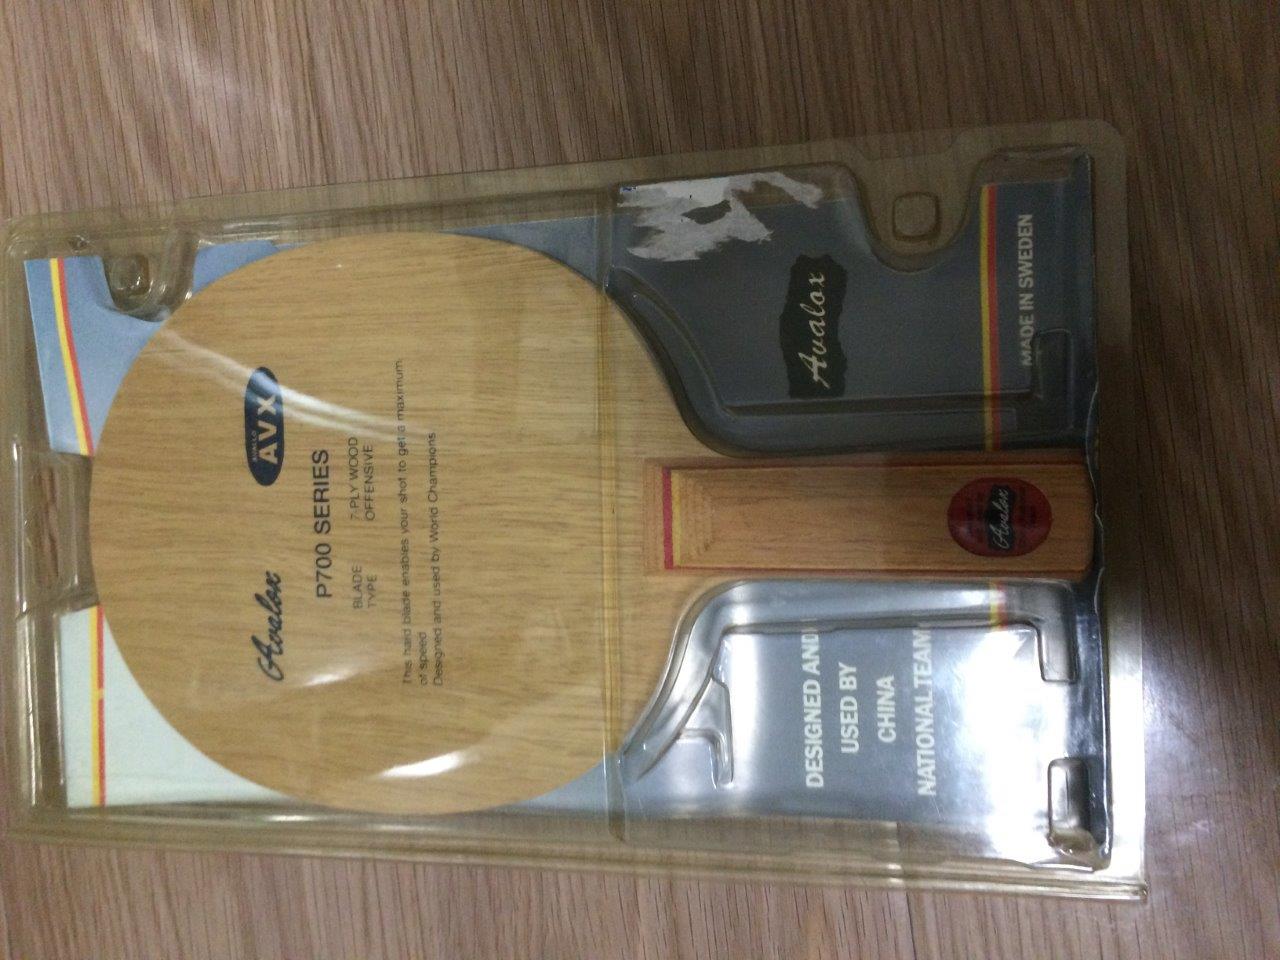 Avalox
AVX
P700 SERIES
BLADE 7-PLY WOOD
TYPE OFFENSIVE
This hard blade enables your shot to get a maximum
of speed
Designed and used by World Champions
Avalox
MADE IN SWEDEN
Avalox
DESIGNED AND
USED BY
CHINA
NATIONAL TEAM